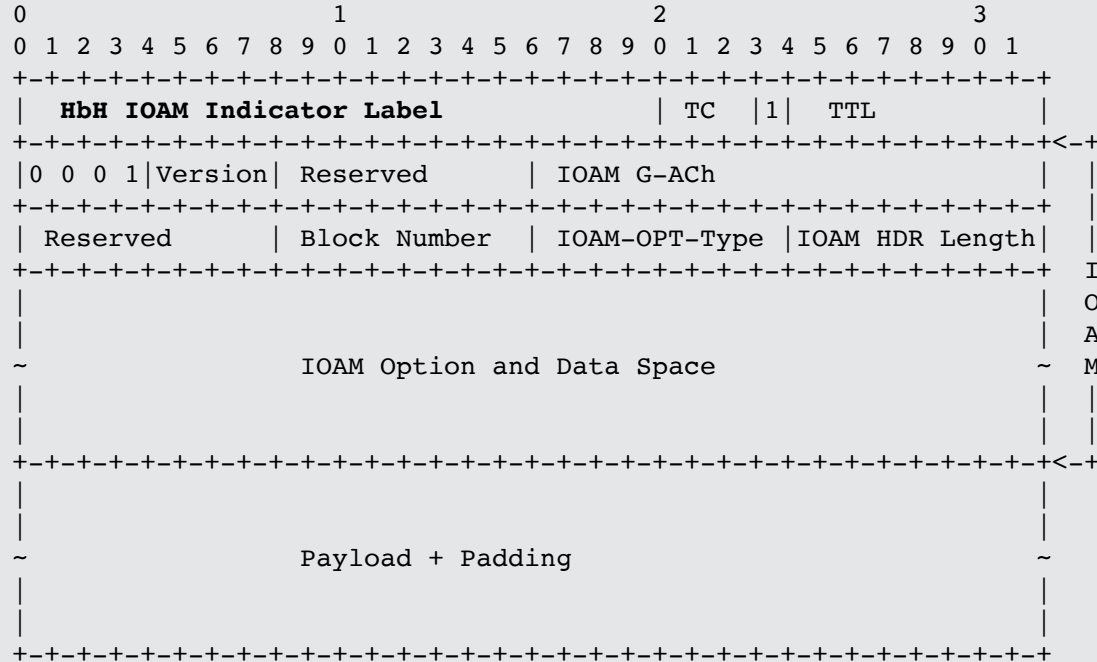 0                   1                   2                   3
0 1 2 3 4 5 6 7 8 9 0 1 2 3 4 5 6 7 8 9 0 1 2 3 4 5 6 7 8 9 0 1
+-+-+-+-+-+-+-+-+-+-+-+-+-+-+-+-+-+-+-+-+-+-+-+-+-+-+-+-+-+-+-+-+
|  HbH IOAM Indicator Label             | TC  |1|  TTL          |
+-+-+-+-+-+-+-+-+-+-+-+-+-+-+-+-+-+-+-+-+-+-+-+-+-+-+-+-+-+-+-+-+<-+
|0 0 0 1|Version| Reserved      | IOAM G-ACh                    |  |
+-+-+-+-+-+-+-+-+-+-+-+-+-+-+-+-+-+-+-+-+-+-+-+-+-+-+-+-+-+-+-+-+  |
| Reserved      | Block Number  | IOAM-OPT-Type |IOAM HDR Length|  |
+-+-+-+-+-+-+-+-+-+-+-+-+-+-+-+-+-+-+-+-+-+-+-+-+-+-+-+-+-+-+-+-+  I
|                                                               |  O
|                                                               |  A
~                 IOAM Option and Data Space                    ~  M
|                                                               |  |
|                                                               |  |
+-+-+-+-+-+-+-+-+-+-+-+-+-+-+-+-+-+-+-+-+-+-+-+-+-+-+-+-+-+-+-+-+<-+
|                                                               |
|                                                               |
~                 Payload + Padding                             ~
|                                                               |
|                                                               |
+-+-+-+-+-+-+-+-+-+-+-+-+-+-+-+-+-+-+-+-+-+-+-+-+-+-+-+-+-+-+-+-+